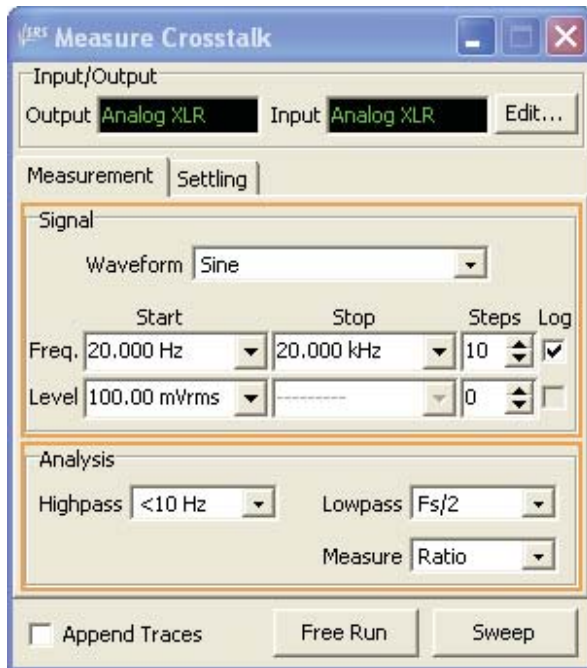 SRS Measure Crosstalk
Input/Output
Output Analog XLR Input Analog XLR Edit...
Measurement Settling
Signal
Waveform Sine
Start Stop Steps Log
Freq. 20.000 Hz 20.000 kHz 10
Level 100.00 mVrms --------- 0
Analysis
Highpass <10 Hz Lowpass Fs/2
Measure Ratio
Append Traces Free Run Sweep